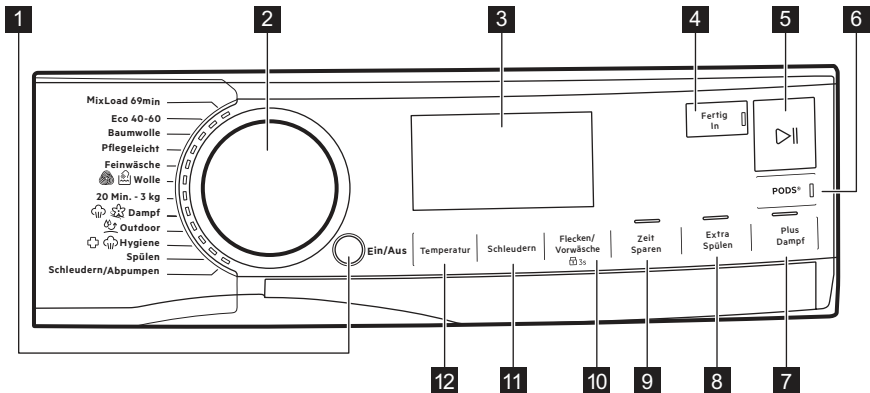 1
2
3
4
5
6
MixLoad 69min
Eco 40-60
Baumwolle
Pflegeleicht
Feinwäsche
Wolle
20 Min. - 3 kg
Dampf
Outdoor
Hygiene
Spülen
Schleudern/Abpumpen
Ein/Aus
Temperatur
Schleudern
Flecken/
Vorwäsche
3s
Zeit
Sparen
Extra
Spülen
Plus
Dampf
Fertig
In
PODS®
12
11
10
9
8
7